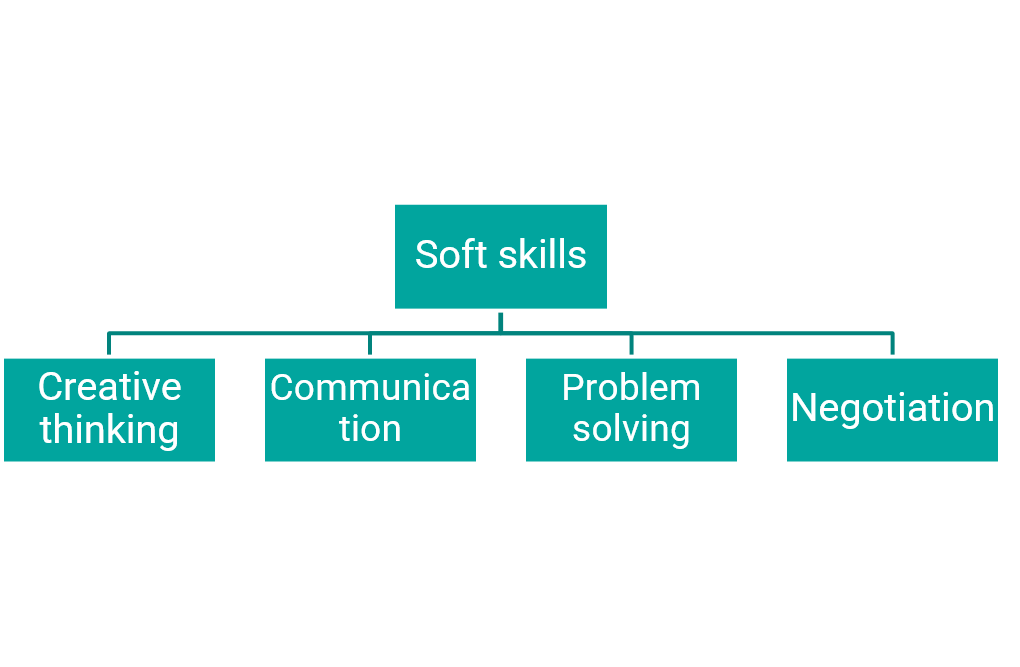 Soft skills
Creative
thinking
Communica
tion
Problem
solving
Negotiation